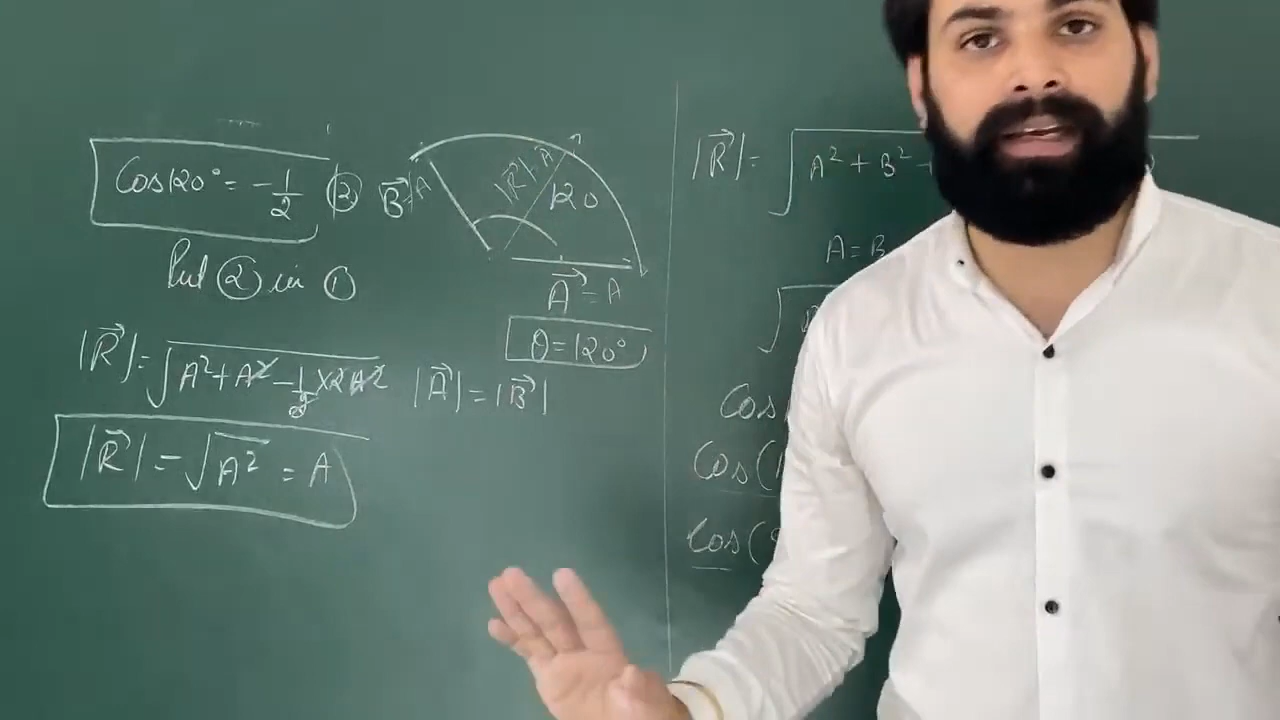 Cos120° = -1/2 ②
Put ② in ①
|R⃗| = √(A² + A² - 1/2 × 2A²)
|R⃗| = √A² = A
B⃗ = A
|R⃗| = A
120
A⃗ = A
θ = 120°
|A⃗| = |B⃗|
|R⃗| = √(A² + B² +
A = B
Cos
Cos(1
Cos(